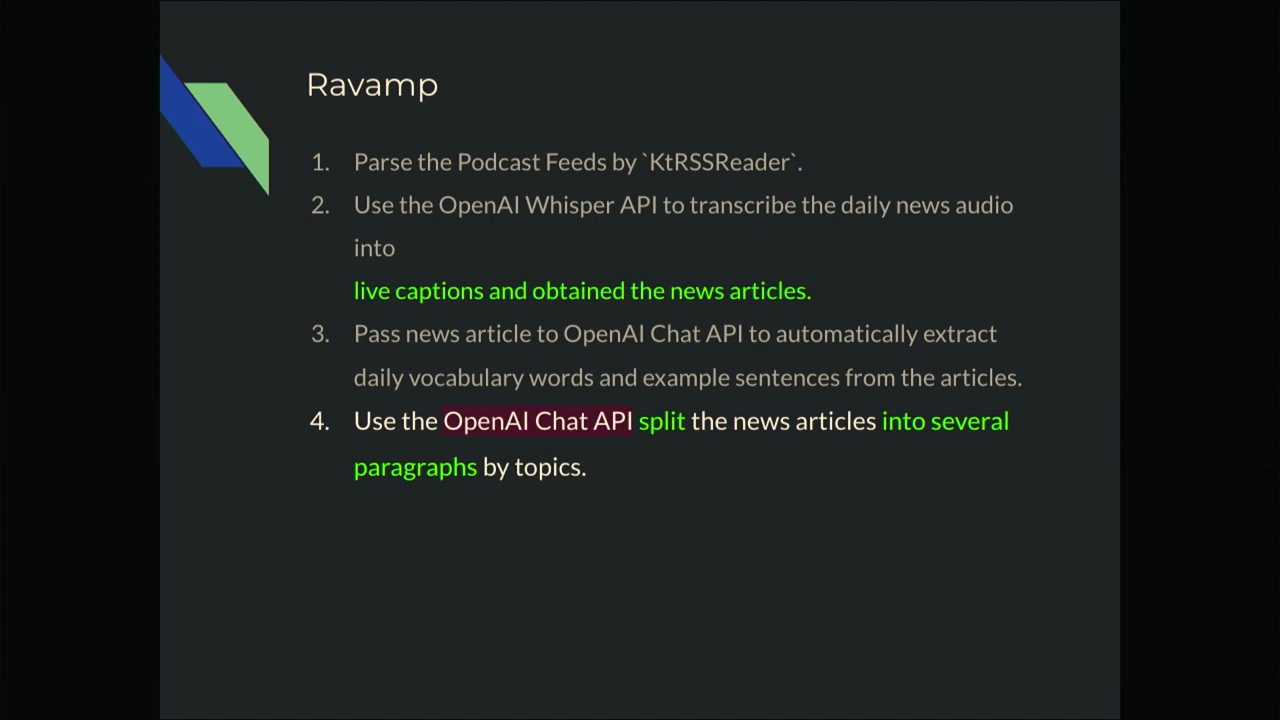 Ravamp
1. Parse the Podcast Feeds by `KtRSSReader`.
2. Use the OpenAI Whisper API to transcribe the daily news audio
into
live captions and obtained the news articles.
3. Pass news article to OpenAI Chat API to automatically extract
daily vocabulary words and example sentences from the articles.
4. Use the OpenAI Chat API split the news articles into several
paragraphs by topics.